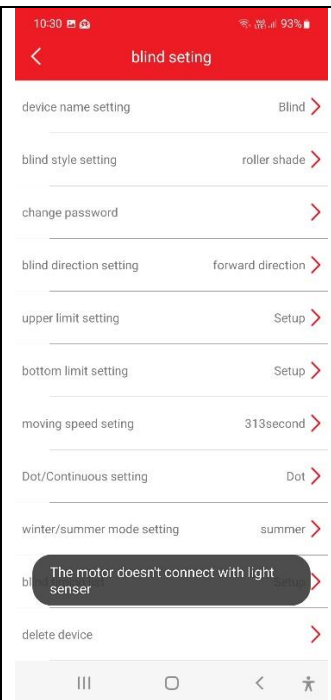 10:30 93%
blind seting
device name setting Blind
blind style setting roller shade
change password
blind direction setting forward direction
upper limit setting Setup
bottom limit setting Setup
moving speed seting 313second
Dot/Continuous setting Dot
winter/summer mode setting summer
The motor doesn't connect with light
senser
delete device